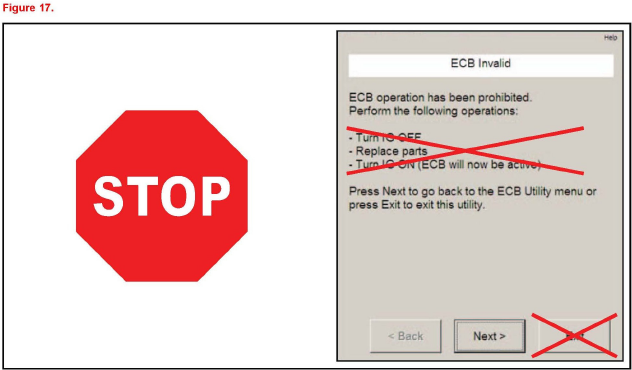 Figure 17.
STOP
Help
ECB Invalid
ECB operation has been prohibited.
Perform the following operations:
- Turn IG OFF
- Replace parts
- Turn IG ON (ECB will now be active)
Press Next to go back to the ECB Utility menu or
press Exit to exit this utility.
< Back
Next >
Exit